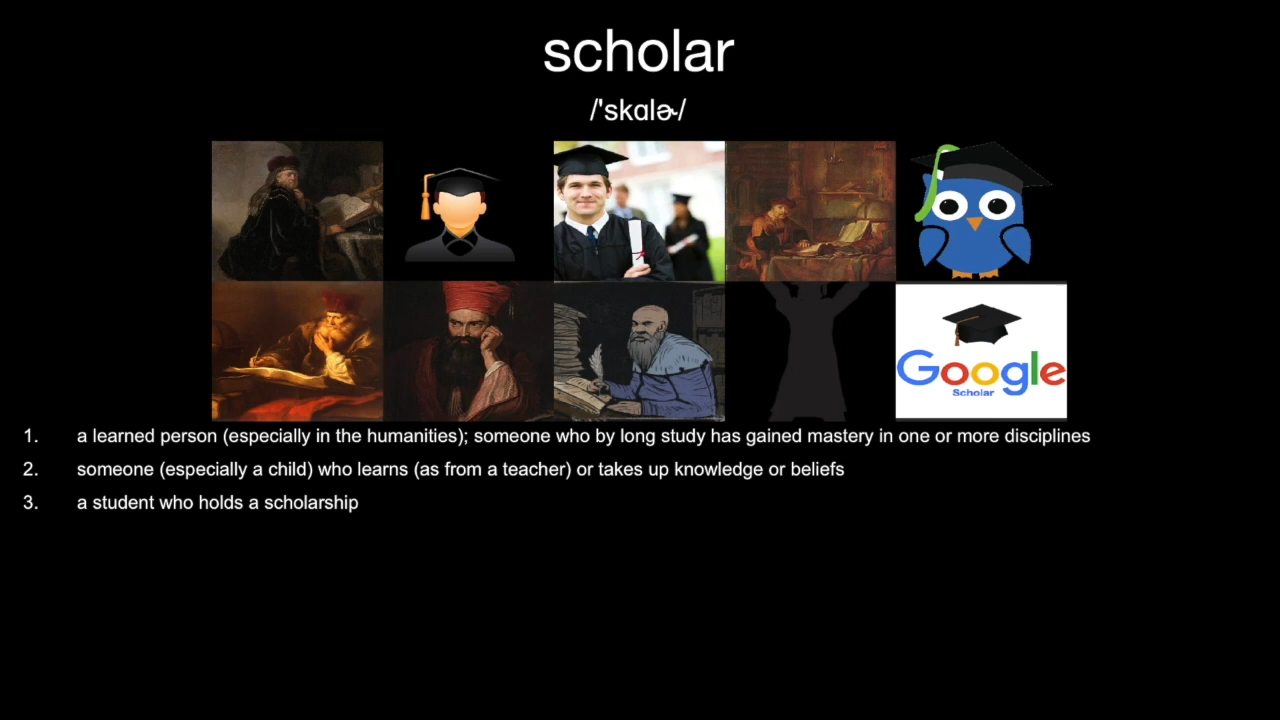 scholar
/ˈskɑlɚ/
Google
Scholar
1. a learned person (especially in the humanities); someone who by long study has gained mastery in one or more disciplines
2. someone (especially a child) who learns (as from a teacher) or takes up knowledge or beliefs
3. a student who holds a scholarship